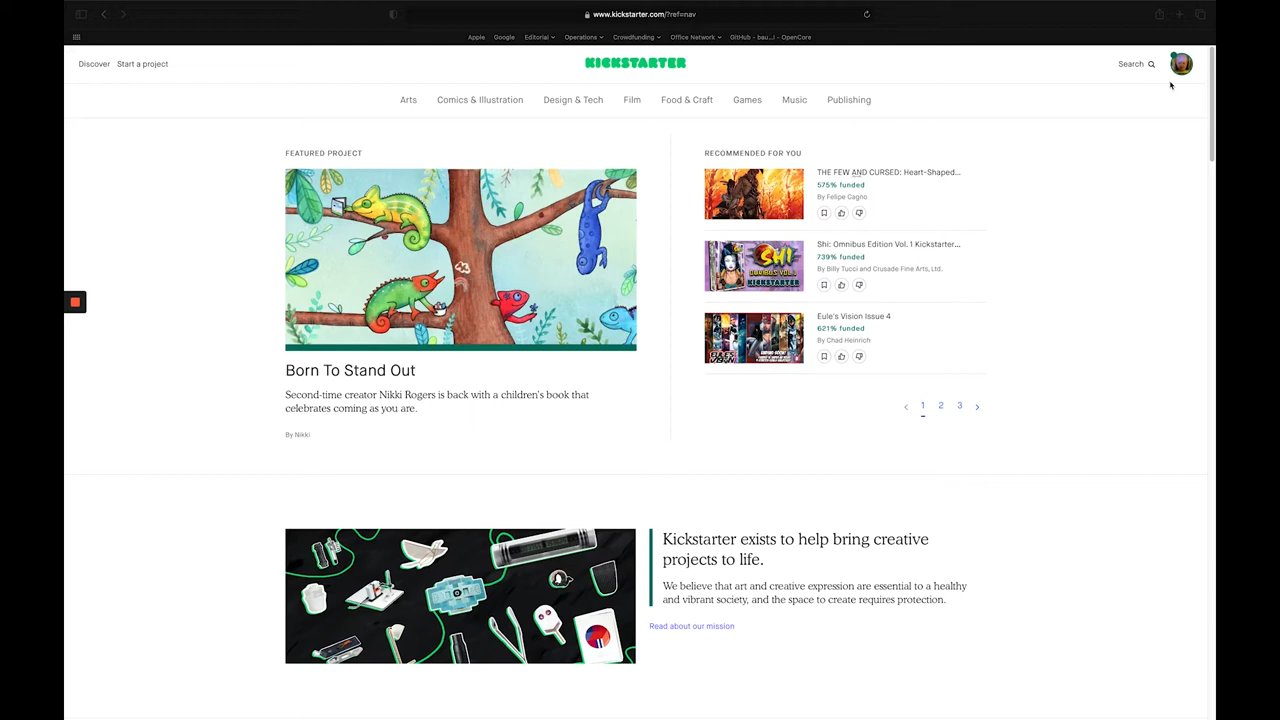 www.kickstarter.com/?ref=nav
Apple Google Editorial Operations Crowdfunding Office Network GitHub - bau...i - OpenCore
Discover Start a project
KICKSTARTER
Search
Arts Comics & Illustration Design & Tech Film Food & Craft Games Music Publishing
FEATURED PROJECT
Born To Stand Out
Second-time creator Nikki Rogers is back with a children's book that
celebrates coming as you are.
By Nikki
RECOMMENDED FOR YOU
THE FEW AND CURSED: Heart-Shaped...
575% funded
By Felipe Cagno
SHI
OMNIBUS VOL. 1
KICKSTARTER
Shi: Omnibus Edition Vol. 1 Kickstarter...
739% funded
By Billy Tucci and Crusade Fine Arts, Ltd.
Eule's Vision Issue 4
621% funded
By Chad Heinrich
1 2 3
Kickstarter exists to help bring creative
projects to life.
We believe that art and creative expression are essential to a healthy
and vibrant society, and the space to create requires protection.
Read about our mission